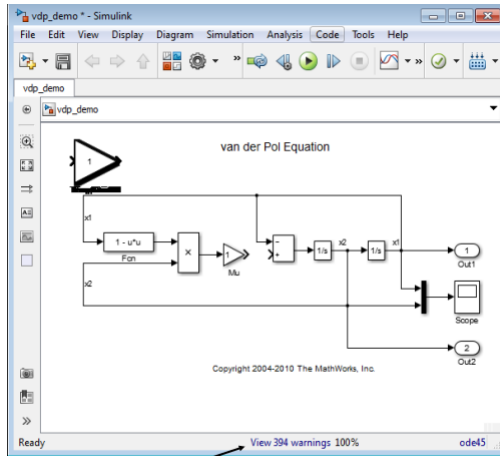 vdp_demo * - Simulink
File Edit View Display Diagram Simulation Analysis Code Tools Help
vdp_demo
vdp_demo
van der Pol Equation
1
x1
1 - u*u
Fcn
×
1
Mu
-
+
1/s
x2
1/s
x1
1
Out1
x2
Scope
2
Out2
Copyright 2004-2010 The MathWorks, Inc.
Ready View 394 warnings 100% ode45